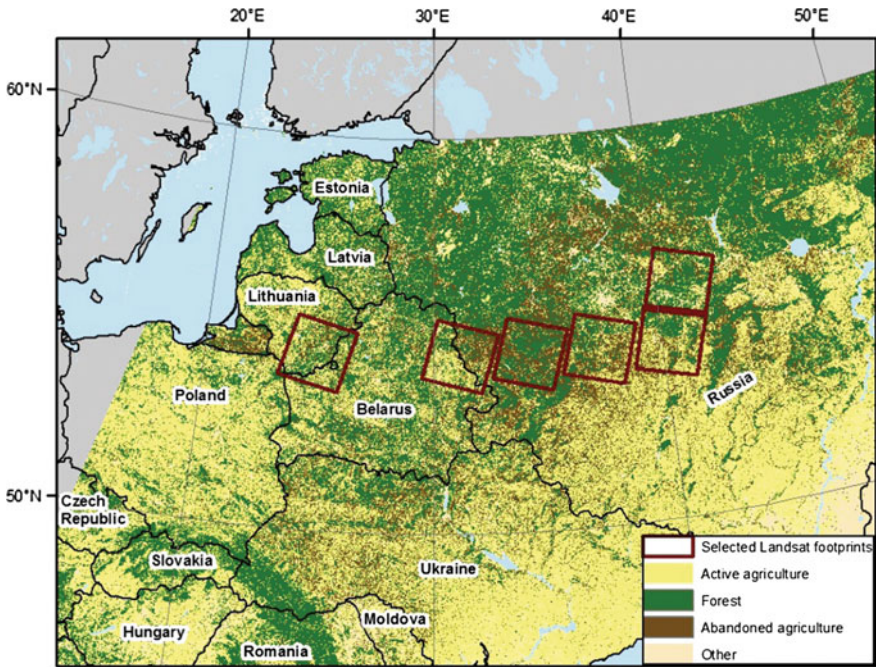 20°E 30°E 40°E 50°E
60°N
Estonia
Latvia
Lithuania
Poland
Belarus
Russia
50°N
Czech
Republic
Slovakia
Ukraine
Hungary
Moldova
Romania
Selected Landsat footprints
Active agriculture
Forest
Abandoned agriculture
Other